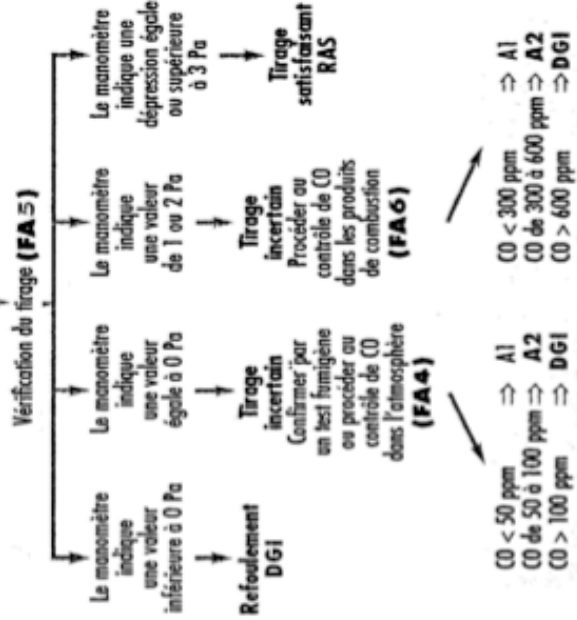 Vérification du tirage (FA5)
Le manomètre
indique
une valeur
inférieure à 0 Pa
Refoulement
DGI
Le manomètre
indique
une valeur
égale à 0 Pa
Tirage
incertain
Confirmer par
un test fumigène
ou procéder au
contrôle de CO
dans l'atmosphère
(FA4)
CO < 50 ppm => A1
CO de 50 à 100 ppm => A2
CO > 100 ppm => DGI
Le manomètre
indique
une valeur
de 1 ou 2 Pa
Tirage
incertain
Procéder au
contrôle de CO
dans les produits
de combustion
(FA6)
CO < 300 ppm => A1
CO de 300 à 600 ppm => A2
CO > 600 ppm => DGI
Le manomètre
indique une
dépression égale
ou supérieure
à 3 Pa
Tirage
satisfaisant
RAS